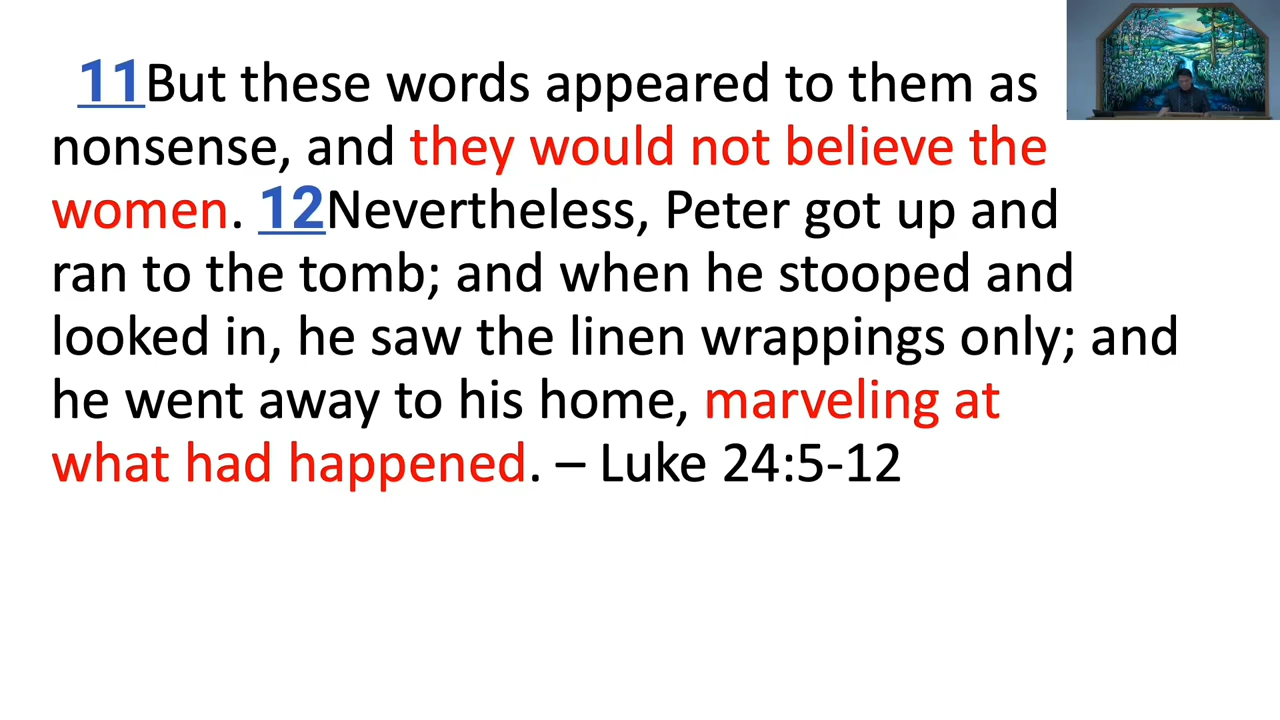 11But these words appeared to them as
nonsense, and they would not believe the
women. 12Nevertheless, Peter got up and
ran to the tomb; and when he stooped and
looked in, he saw the linen wrappings only; and
he went away to his home, marveling at
what had happened. – Luke 24:5-12